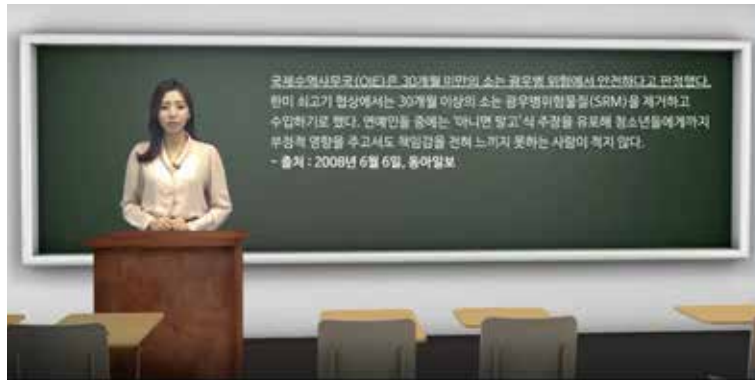 국제수역사무국(OIE)은 30개월 미만의 소는 광우병 위험에서 안전하다고 판정했다.
한미 쇠고기 협상에서는 30개월 이상의 소는 광우병위험물질(SRM)을 제거하고
수입하기로 했다. 연예인들 중에는 '아니면 말고'식 주장을 유포해 청소년들에게까지
부정적 영향을 주고서도 책임감을 전혀 느끼지 못하는 사람이 적지 않다.
- 출처 : 2008년 6월 6일, 동아일보